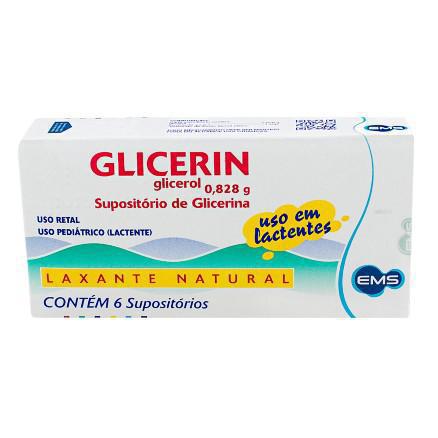 EMS
GLICERIN
glicerol 0,828 g
Supositório de Glicerina
USO RETAL
USO PEDIÁTRICO (LACTENTE)
uso em
lactentes
LAXANTE NATURAL
EMS
CONTÉM 6 Supositórios